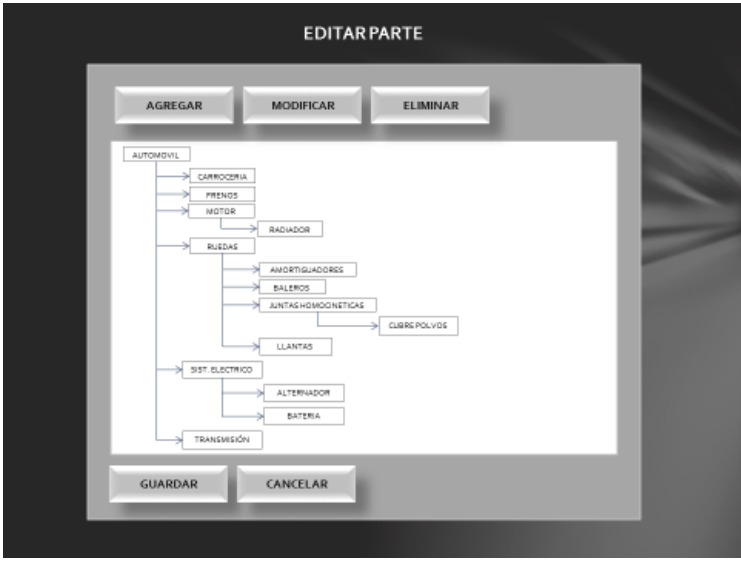 EDITAR PARTE
AGREGAR MODIFICAR ELIMINAR
AUTOMOVIL
CARROCERIA
FRENOS
MOTOR
RADIADOR
RUEDAS
AMORTIGUADORES
BALEROS
JUNTAS HOMOCINETICAS
CUBRE POLVOS
LLANTAS
SIST. ELECTRICO
ALTERNADOR
BATERIA
TRANSMISIÓN
GUARDAR CANCELAR